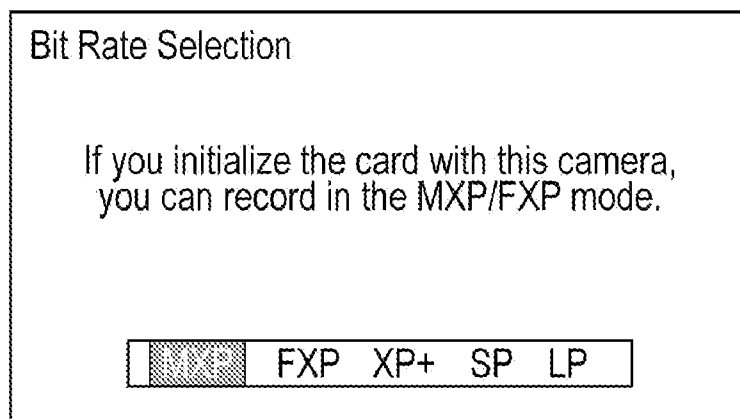 Bit Rate Selection
If you initialize the card with this camera,
you can record in the MXP/FXP mode.
MXP FXP XP+ SP LP